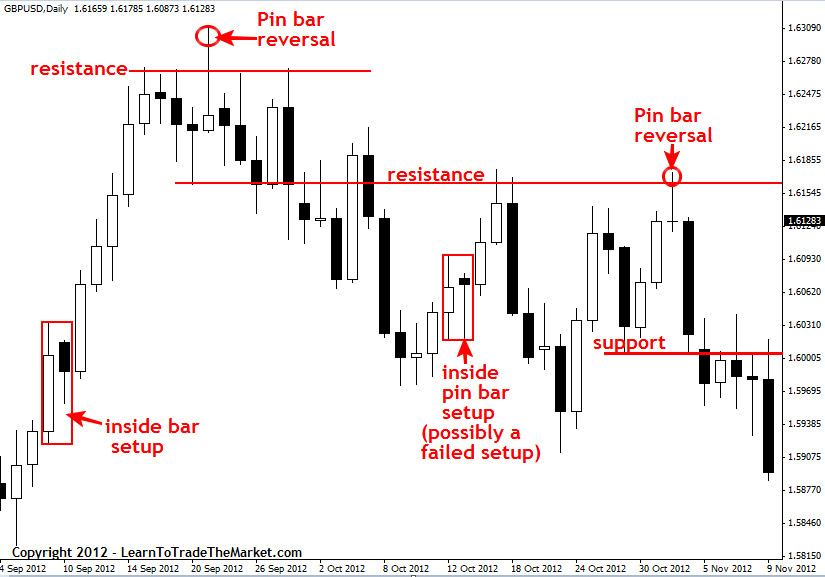 GBPUSD,Daily 1.61659 1.61785 1.60873 1.61283
Pin bar
reversal
resistance
Pin bar
reversal
resistance
support
inside
pin bar
setup
(possibly a
failed setup)
inside bar
setup
1.63090
1.62780
1.62475
1.62165
1.61855
1.61545
1.61283
1.61240
1.60930
1.60620
1.60310
1.60005
1.59695
1.59385
1.59075
1.58770
1.58460
1.58150
Copyright 2012 - LearnToTradeTheMarket.com
4 Sep 2012 10 Sep 2012 14 Sep 2012 20 Sep 2012 26 Sep 2012 2 Oct 2012 8 Oct 2012 12 Oct 2012 18 Oct 2012 24 Oct 2012 30 Oct 2012 5 Nov 2012 9 Nov 2012